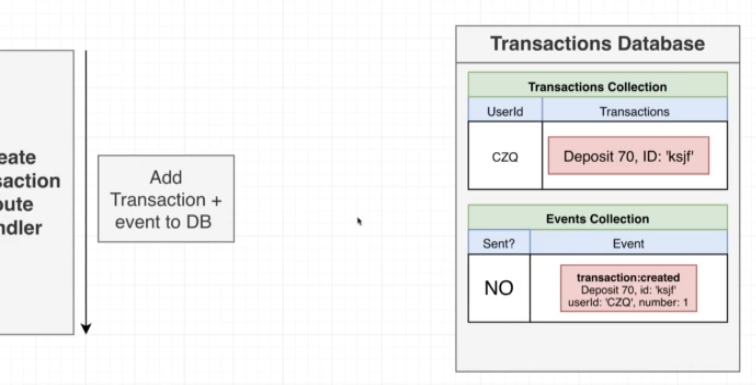 eate
saction
oute
ndler
Add
Transaction +
event to DB
Transactions Database
Transactions Collection
UserId Transactions
CZQ Deposit 70, ID: 'ksjf'
Events Collection
Sent? Event
NO
transaction:created
Deposit 70, id: 'ksjf'
userId: 'CZQ', number: 1